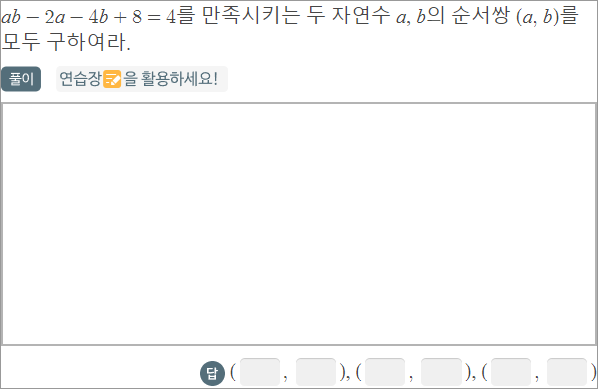 ab − 2a − 4b + 8 = 4를 만족시키는 두 자연수 a, b의 순서쌍 (a, b)를
모두 구하여라.
풀이 연습장을 활용하세요!
답 ( , ), ( , ), ( , )